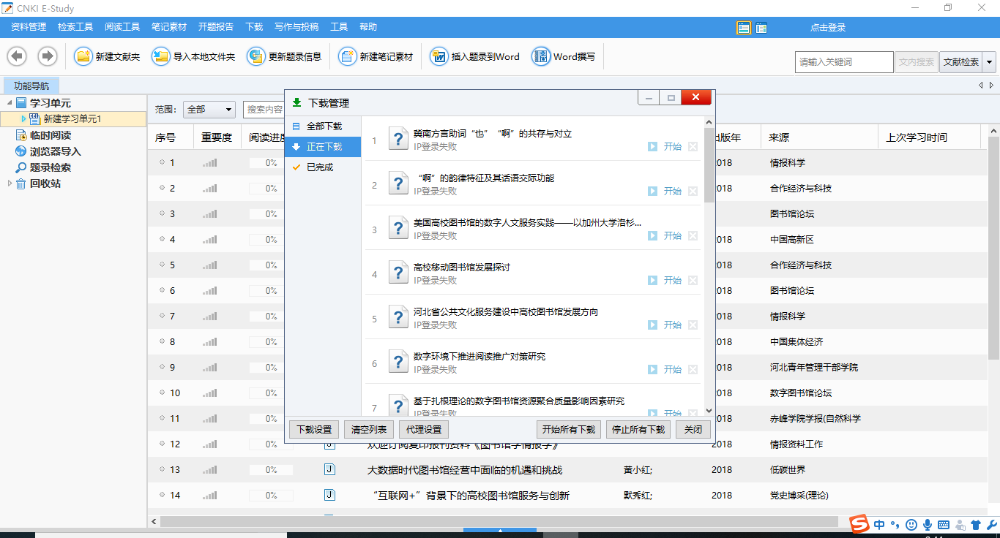 CNKI E-Study
资料管理 检索工具 阅读工具 笔记素材 开题报告 下载 写作与投稿 工具 帮助 点击登录
新建文献夹 导入本地文件夹 更新题录信息 新建笔记素材 插入题录到Word Word撰写 请输入关键词 文内搜索 文献检索
功能导航
学习单元
新建学习单元1
临时阅读
浏览器导入
题录检索
回收站
范围: 全部 搜索内容
序号 重要度 阅读进度 出版年 来源 上次学习时间
1 0% 2018 情报科学
2 0% 2018 合作经济与科技
3 0% 图书馆论坛
4 0% 2018 中国高新区
5 0% 2018 合作经济与科技
6 0% 2018 图书馆论坛
7 0% 2018 情报科学
8 0% 2018 中国集体经济
9 0% 2018 河北青年管理干部学院
10 0% 2018 数字图书馆论坛
11 0% 2018 赤峰学院学报(自然科学
12 0% J 欢迎订阅复印报刊资料《图书馆学情报学》 2018 情报资料工作
13 0% J 大数据时代图书馆经营中面临的机遇和挑战 黄小红; 2018 低碳世界
14 0% J “互联网+”背景下的高校图书馆服务与创新 默秀红; 2018 党史博采(理论)
下载管理
全部下载
正在下载
已完成
1 冀南方言助词“也”“啊”的共存与对立
IP登录失败 开始
2 “啊”的韵律特征及其话语交际功能
IP登录失败 开始
3 美国高校图书馆的数字人文服务实践——以加州大学洛杉...
IP登录失败 开始
4 高校移动图书馆发展探讨
IP登录失败 开始
5 河北省公共文化服务建设中高校图书馆发展方向
IP登录失败 开始
6 数字环境下推进阅读推广对策研究
IP登录失败 开始
7 基于扎根理论的数字图书馆资源聚合质量影响因素研究
IP登录失败 开始
下载设置 清空列表 代理设置 开始所有下载 停止所有下载 关闭
S 中